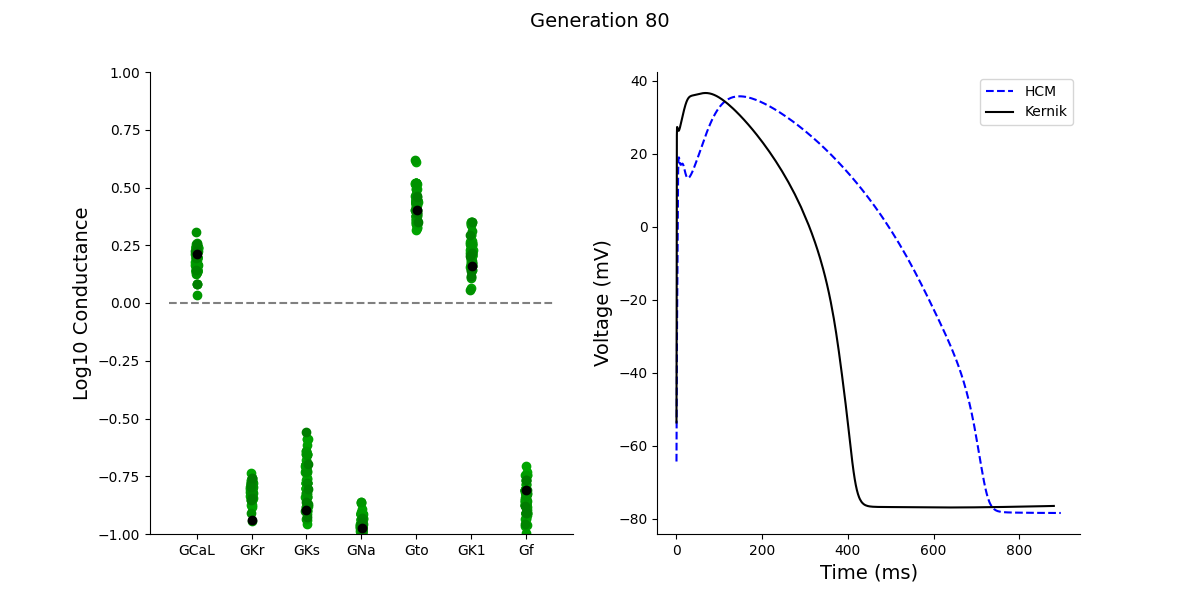 Generation 80
Log10 Conductance
1.00
0.75
0.50
0.25
0.00
−0.25
−0.50
−0.75
−1.00
GCaL GKr GKs GNa Gto GK1 Gf
Voltage (mV)
40
20
0
−20
−40
−60
−80
0 200 400 600 800
Time (ms)
HCM
Kernik